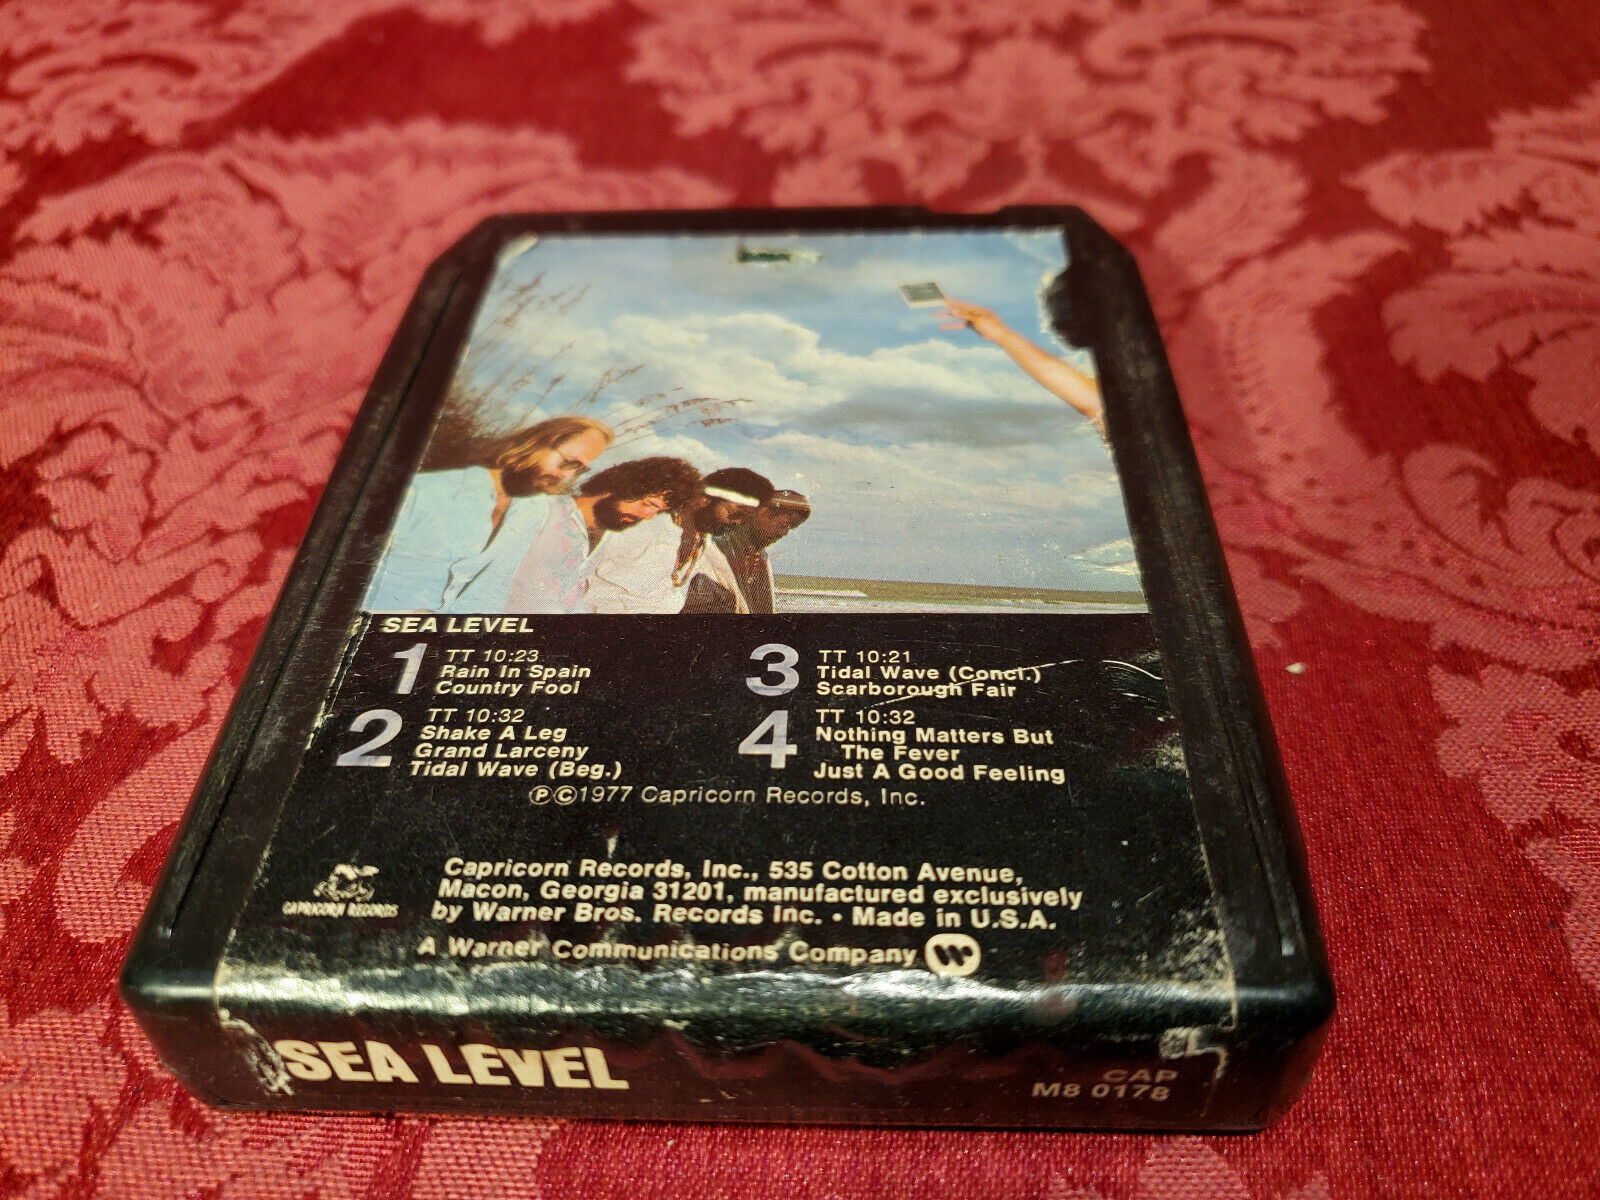 SEA LEVEL
1 TT 10:23
Rain In Spain
Country Fool
2 TT 10:32
Shake A Leg
Grand Larceny
Tidal Wave (Beg.)
3 TT 10:21
Tidal Wave (Concl.)
Scarborough Fair
4 TT 10:32
Nothing Matters But
The Fever
Just A Good Feeling
Ⓟ©1977 Capricorn Records, Inc.
CAPRICORN RECORDS
Capricorn Records, Inc., 535 Cotton Avenue,
Macon, Georgia 31201, manufactured exclusively
by Warner Bros. Records Inc. • Made in U.S.A.
A Warner Communications Company
SEA LEVEL
CAP
M8 0178